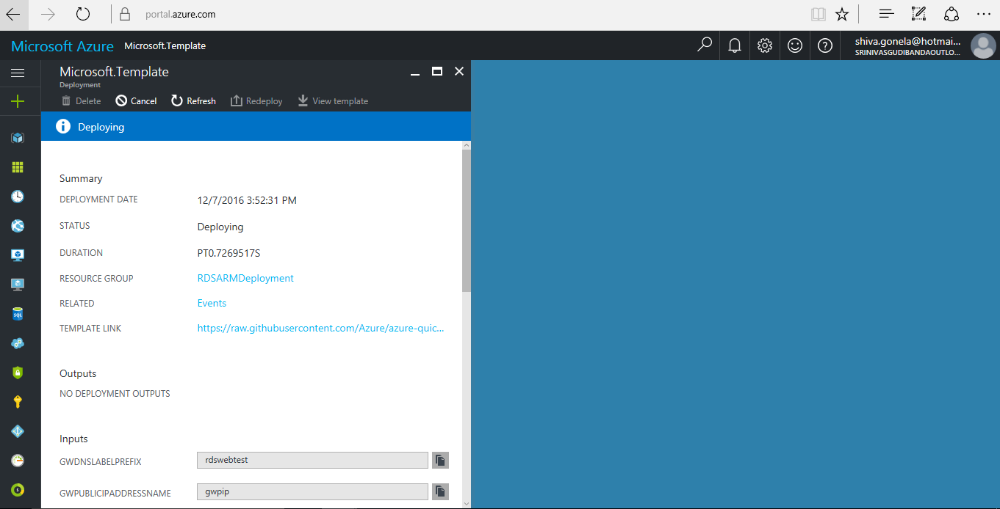 portal.azure.com
Microsoft Azure Microsoft.Template
shiva.gonela@hotmai...
SRINIVASGUDIBANDAOUTLO...
Microsoft.Template
Deployment
Delete Cancel Refresh Redeploy View template
Deploying
Summary
DEPLOYMENT DATE 12/7/2016 3:52:31 PM
STATUS Deploying
DURATION PT0.7269517S
RESOURCE GROUP RDSARMDeployment
RELATED Events
TEMPLATE LINK https://raw.githubusercontent.com/Azure/azure-quic...
Outputs
NO DEPLOYMENT OUTPUTS
Inputs
GWDNSLABELPREFIX rdswebtest
GWPUBLICIPADDRESSNAME gwpip
SQL